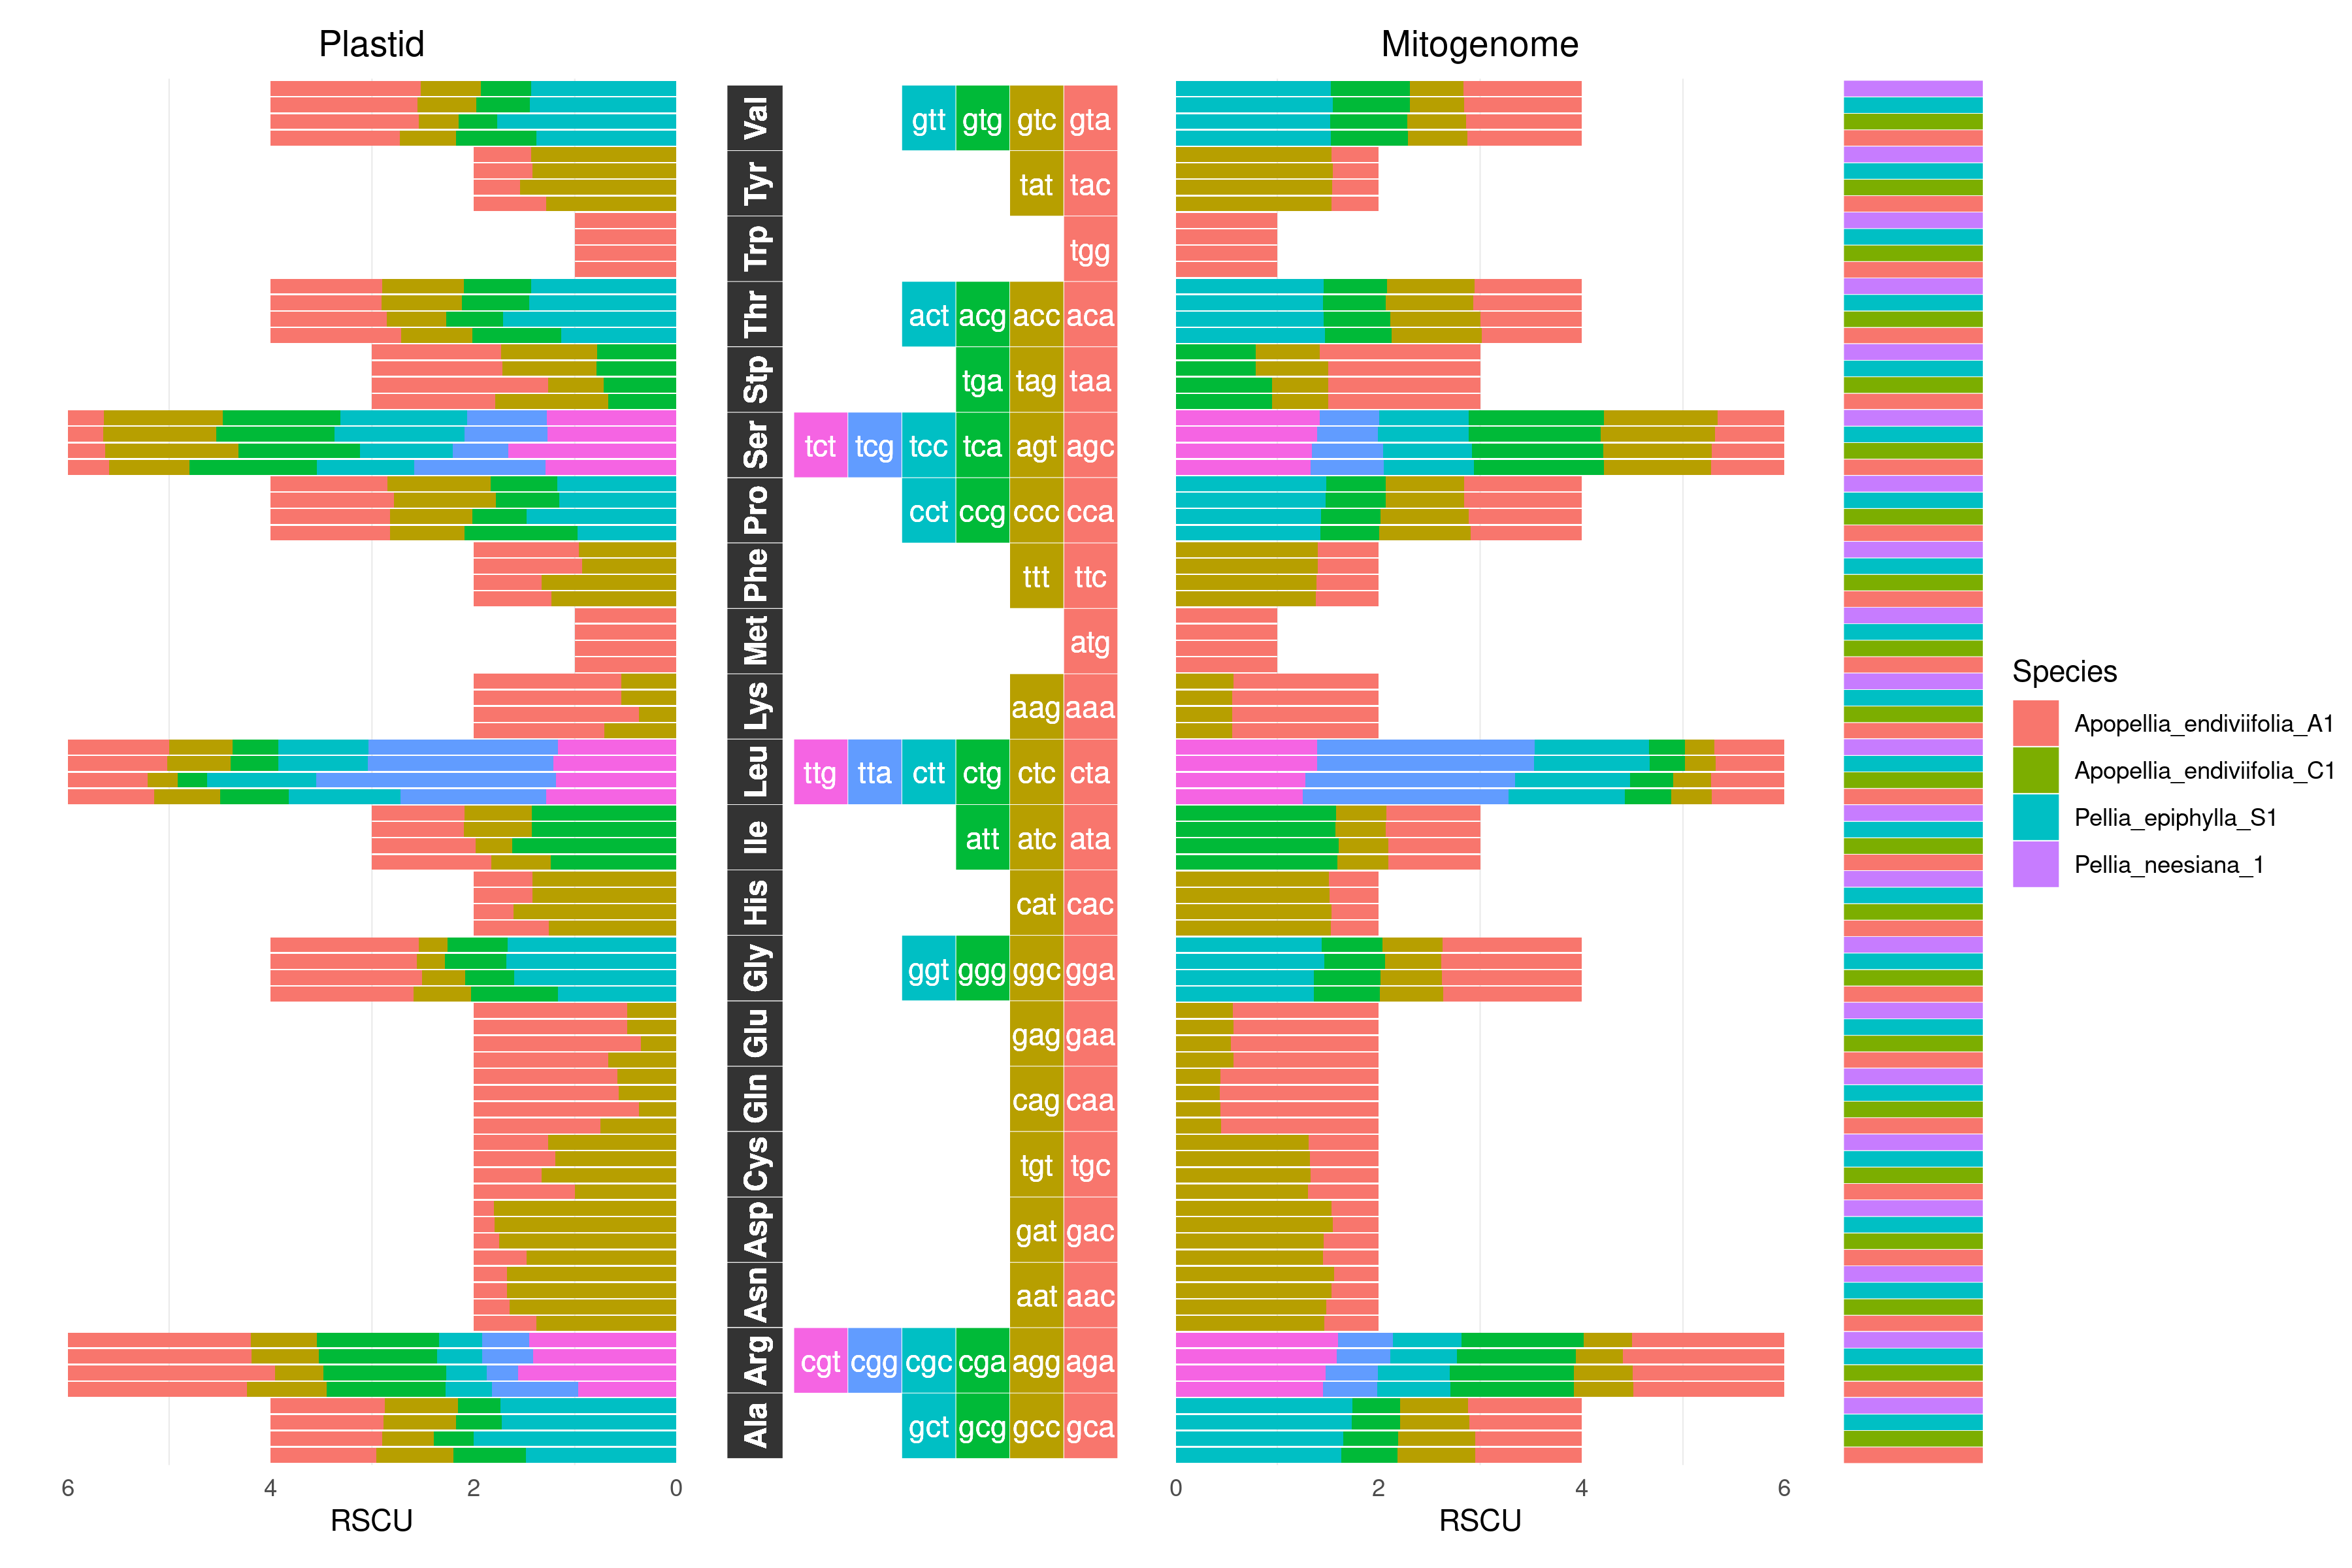 Plastid
Mitogenome
Val gtt gtg gtc gta
Tyr tat tac
Trp tgg
Thr act acg acc aca
Stp tga tag taa
Ser tct tcg tcc tca agt agc
Pro cct ccg ccc cca
Phe ttt ttc
Met atg
Lys aag aaa
Leu ttg tta ctt ctg ctc cta
Ile att atc ata
His cat cac
Gly ggt ggg ggc gga
Glu gag gaa
Gln cag caa
Cys tgt tgc
Asp gat gac
Asn aat aac
Arg cgt cgg cgc cga agg aga
Ala gct gcg gcc gca
6 4 2 0
RSCU
0 2 4 6
RSCU
Species
Apopellia_endiviifolia_A1
Apopellia_endiviifolia_C1
Pellia_epiphylla_S1
Pellia_neesiana_1